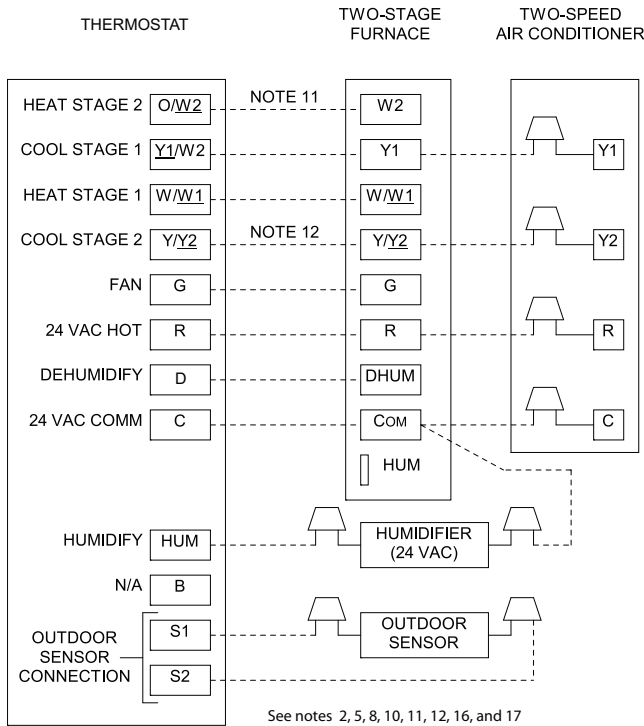 THERMOSTAT
TWO-STAGE
FURNACE
TWO-SPEED
AIR CONDITIONER
HEAT STAGE 2 O/W2 NOTE 11 W2
COOL STAGE 1 Y1/W2 Y1 Y1
HEAT STAGE 1 W/W1 W/W1
COOL STAGE 2 Y/Y2 NOTE 12 Y/Y2 Y2
FAN G G
24 VAC HOT R R R
DEHUMIDIFY D DHUM
24 VAC COMM C COM C
HUM
HUMIDIFY HUM HUMIDIFIER
(24 VAC)
N/A B
S1 OUTDOOR
SENSOR
OUTDOOR
SENSOR
CONNECTION
S2
See notes 2, 5, 8, 10, 11, 12, 16, and 17